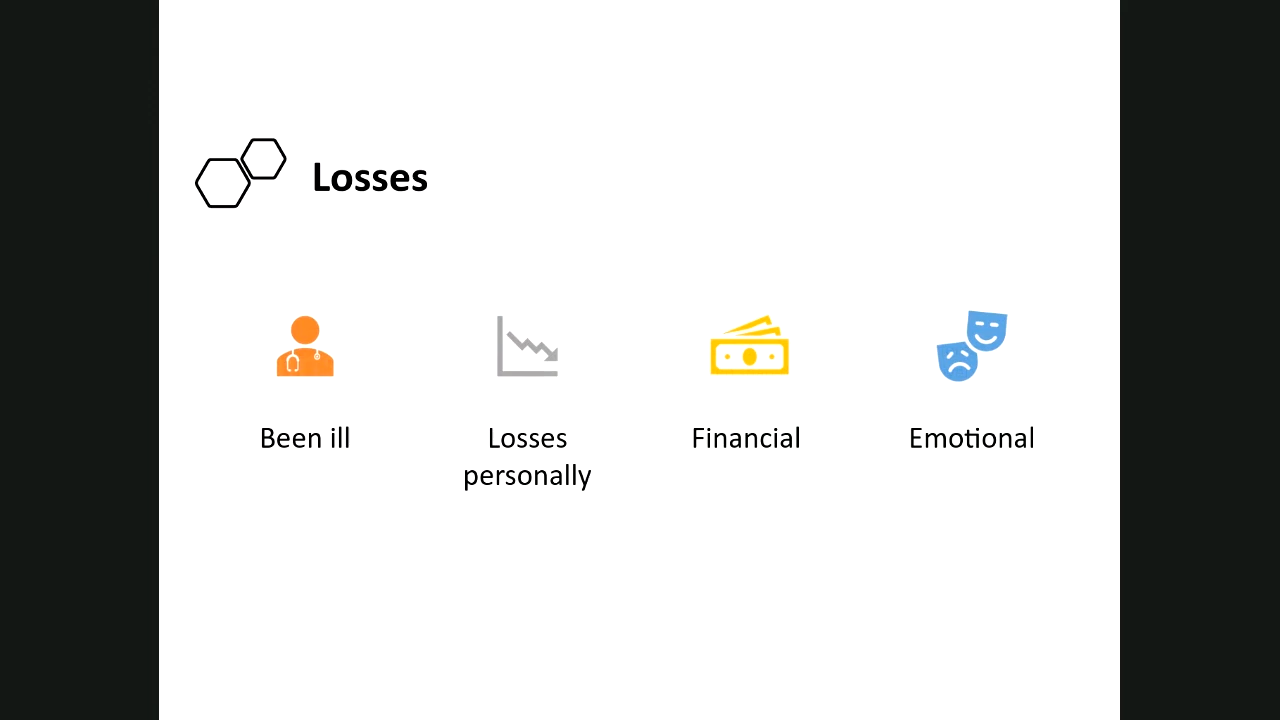 Losses
Been ill
Losses
personally
Financial
Emotional